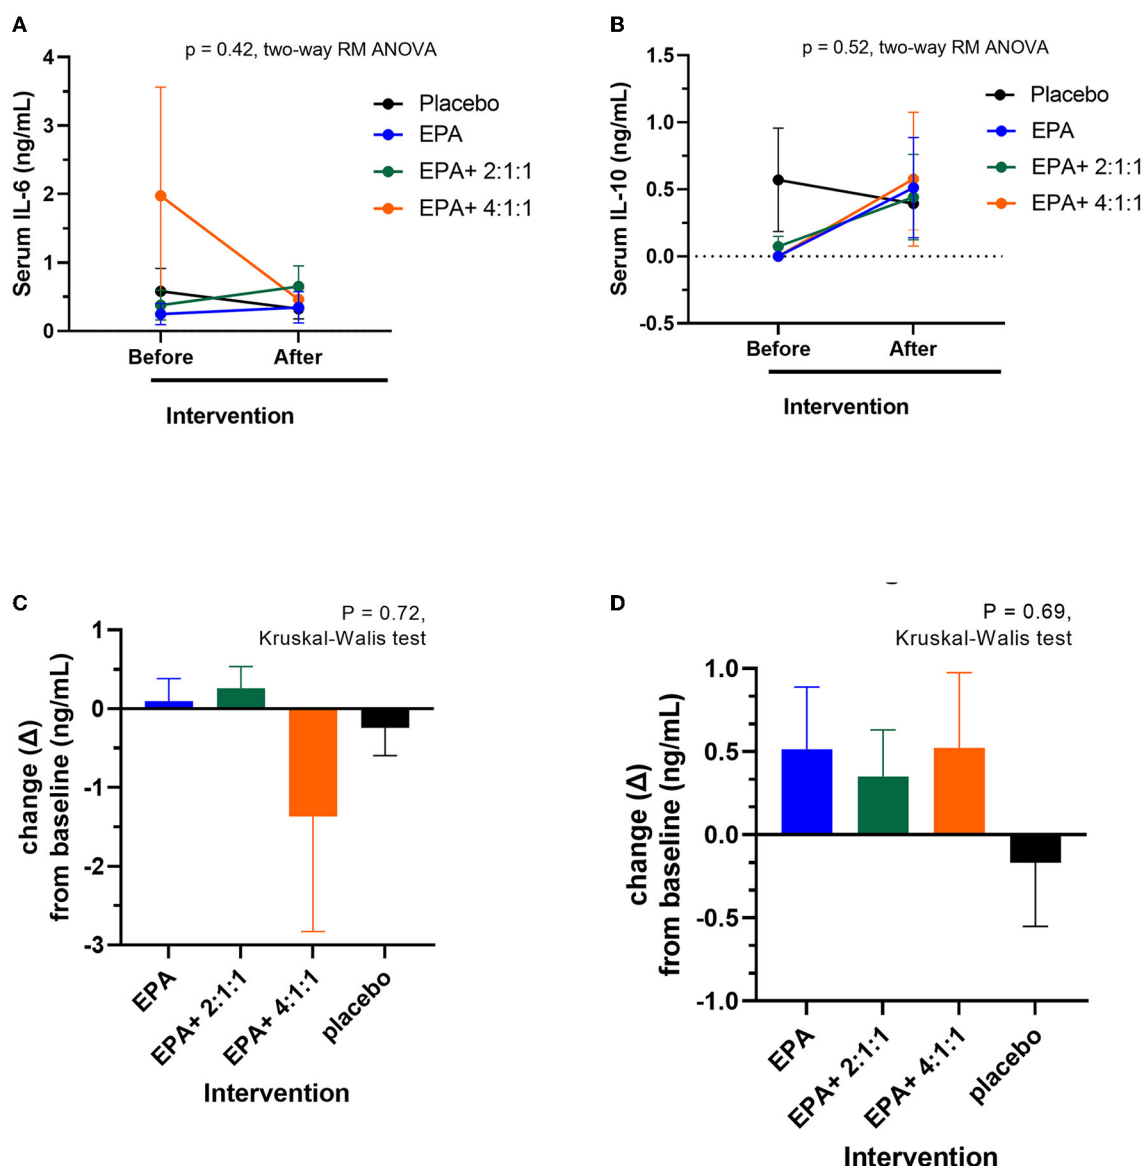 A
p = 0.42, two-way RM ANOVA
Serum IL-6 (ng/mL)
4
3
2
1
0
Placebo
EPA
EPA+ 2:1:1
EPA+ 4:1:1
Before
After
Intervention
B
p = 0.52, two-way RM ANOVA
Serum IL-10 (ng/mL)
1.5
1.0
0.5
0.0
-0.5
Placebo
EPA
EPA+ 2:1:1
EPA+ 4:1:1
Before
After
Intervention
C
P = 0.72,
Kruskal-Walis test
change (Δ)
from baseline (ng/mL)
1
0
-1
-2
-3
EPA
EPA+ 2:1:1
EPA+ 4:1:1
placebo
Intervention
D
P = 0.69,
Kruskal-Walis test
change (Δ)
from baseline (ng/mL)
1.0
0.5
0.0
-0.5
-1.0
EPA
EPA+ 2:1:1
EPA+ 4:1:1
placebo
Intervention